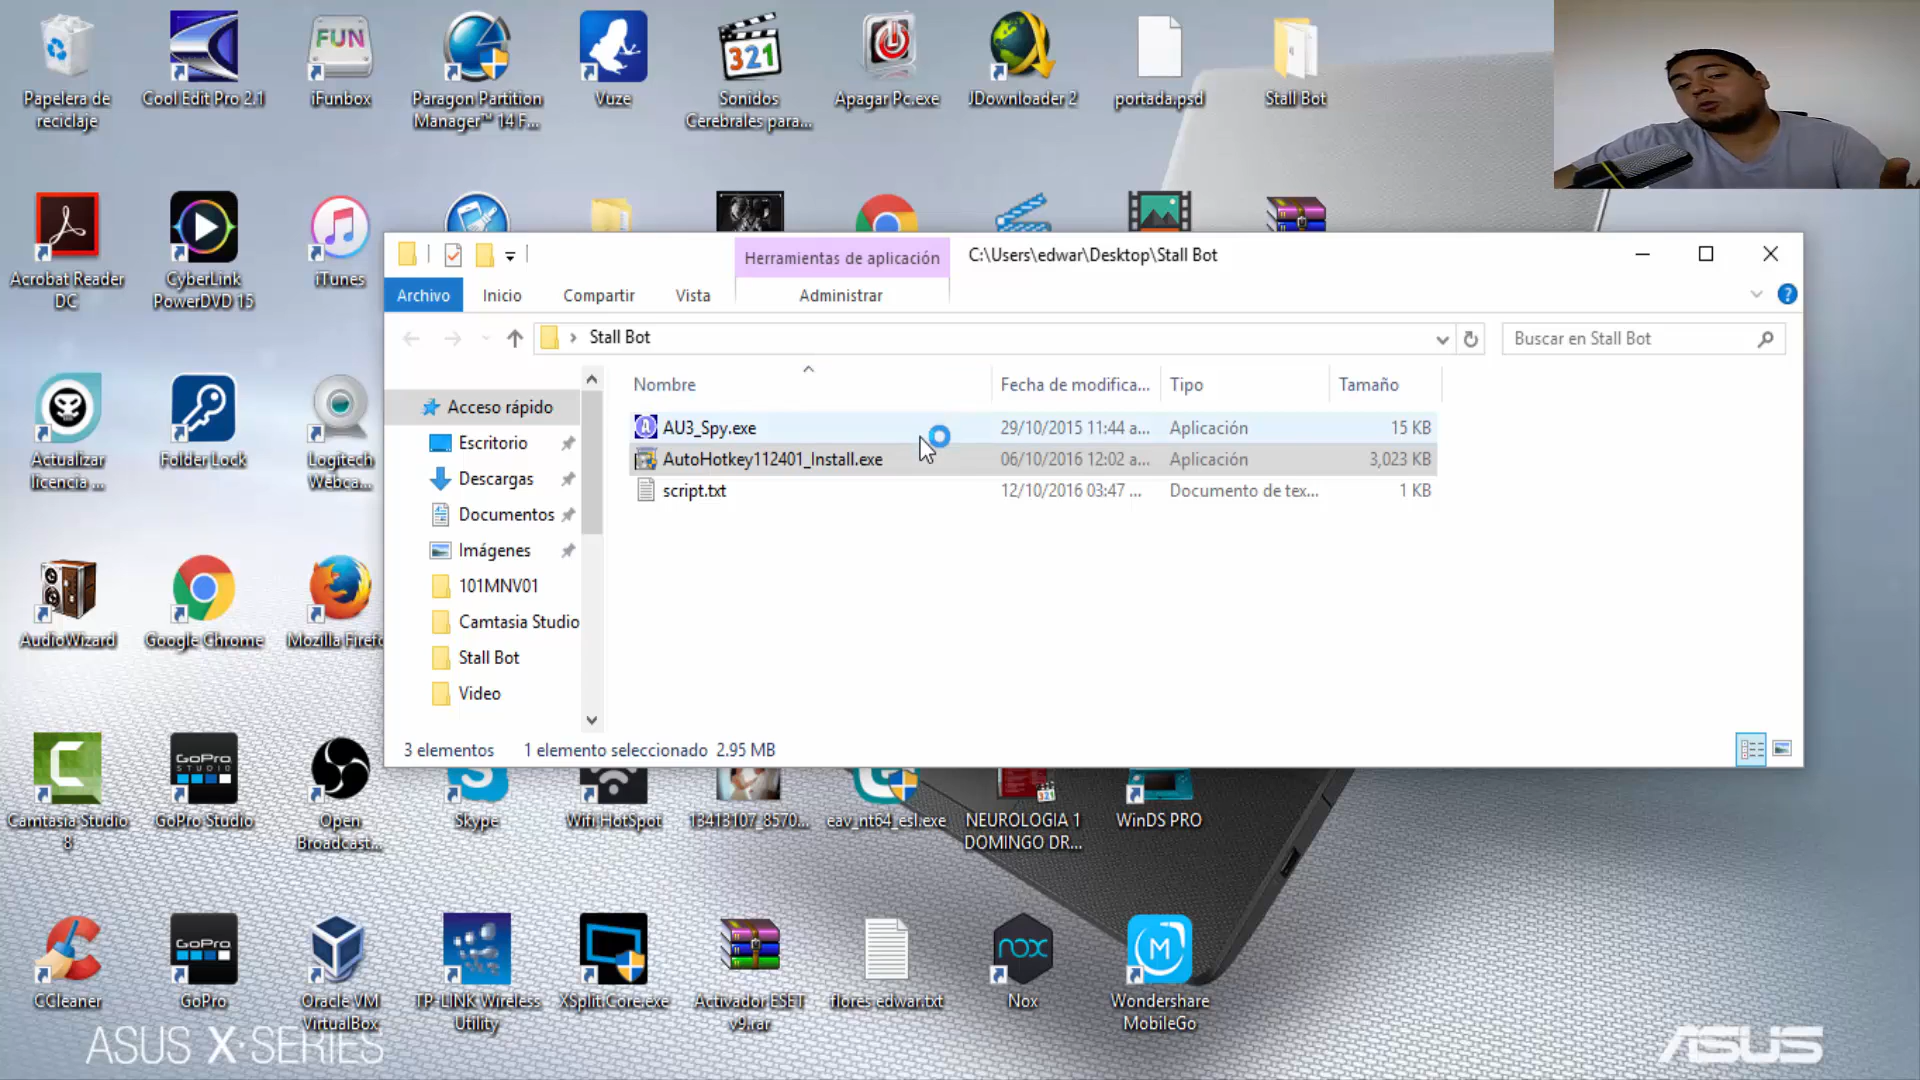 FUN
321
Papelera de
reciclaje
Cool Edit Pro 2.1
iFunbox
Paragon Partition
Manager™ 14 F...
Vuze
Sonidos
Cerebrales para...
Apagar Pc.exe
JDownloader 2
portada.psd
Stall Bot
Herramientas de aplicación
C:\Users\edwar\Desktop\Stall Bot
Archivo
Inicio
Compartir
Vista
Administrar
Stall Bot
Buscar en Stall Bot
Nombre
Fecha de modifica...
Tipo
Tamaño
Acceso rápido
Escritorio
Descargas
Documentos
Imágenes
101MNV01
Camtasia Studio
Stall Bot
Video
AU3_Spy.exe
29/10/2015 11:44 a...
Aplicación
15 KB
AutoHotkey112401_Install.exe
06/10/2016 12:02 a...
Aplicación
3,023 KB
script.txt
12/10/2016 03:47 ...
Documento de tex...
1 KB
3 elementos
1 elemento seleccionado 2.95 MB
Acrobat Reader
DC
CyberLink
PowerDVD 15
iTunes
Actualizar
licencia ...
Folder Lock
Logitech
Webca...
AudioWizard
Google Chrome
Mozilla Firefo
GoPro
STUDIO
Camtasia Studio
8
GoPro Studio
Open
Broadcast...
Skype
Wifi HotSpot
13413107_8570...
eav_nt64_esl.exe
NEUROLOGIA 1
DOMINGO DR...
WinDS PRO
GoPro
nox
CCleaner
GoPro
Oracle VM
VirtualBox
TP-LINK Wireless
Utility
XSplit.Core.exe
Activador ESET
v9.rar
flores edwar.txt
Nox
Wondershare
MobileGo
ASUS X·SERIES
ASUS